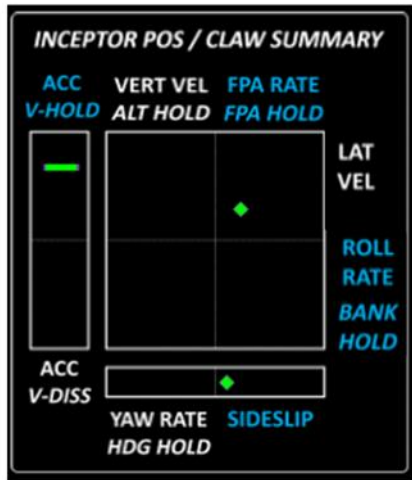 INCEPTOR POS / CLAW SUMMARY
ACC VERT VEL FPA RATE
V-HOLD ALT HOLD FPA HOLD
LAT
VEL
ROLL
RATE
BANK
HOLD
ACC
V-DISS
YAW RATE SIDESLIP
HDG HOLD